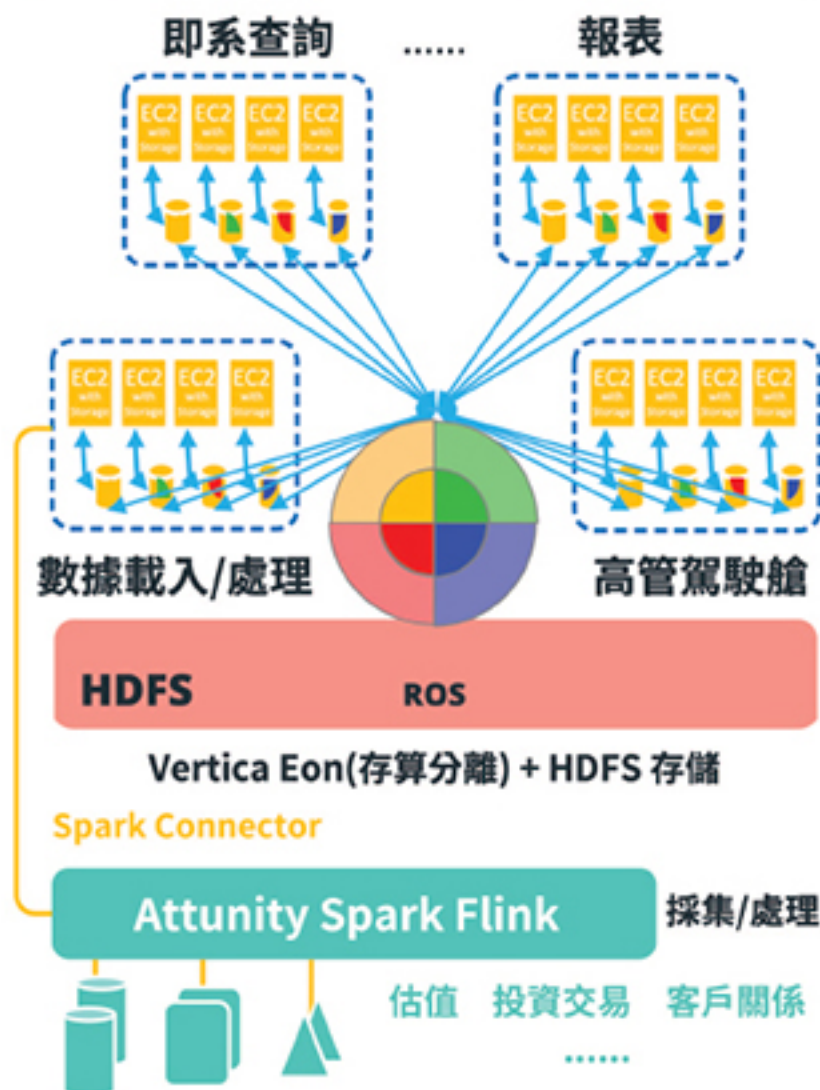 即系查詢 ...... 報表
EC2 with Storage EC2 with Storage EC2 with Storage EC2 with Storage
EC2 with Storage EC2 with Storage EC2 with Storage EC2 with Storage
EC2 with Storage EC2 with Storage EC2 with Storage EC2 with Storage
EC2 with Storage EC2 with Storage EC2 with Storage EC2 with Storage
數據載入/處理
高管駕駛艙
HDFS ROS
Vertica Eon(存算分離) + HDFS 存儲
Spark Connector
Attunity Spark Flink
採集/處理
估值 投資交易 客戶關係
......